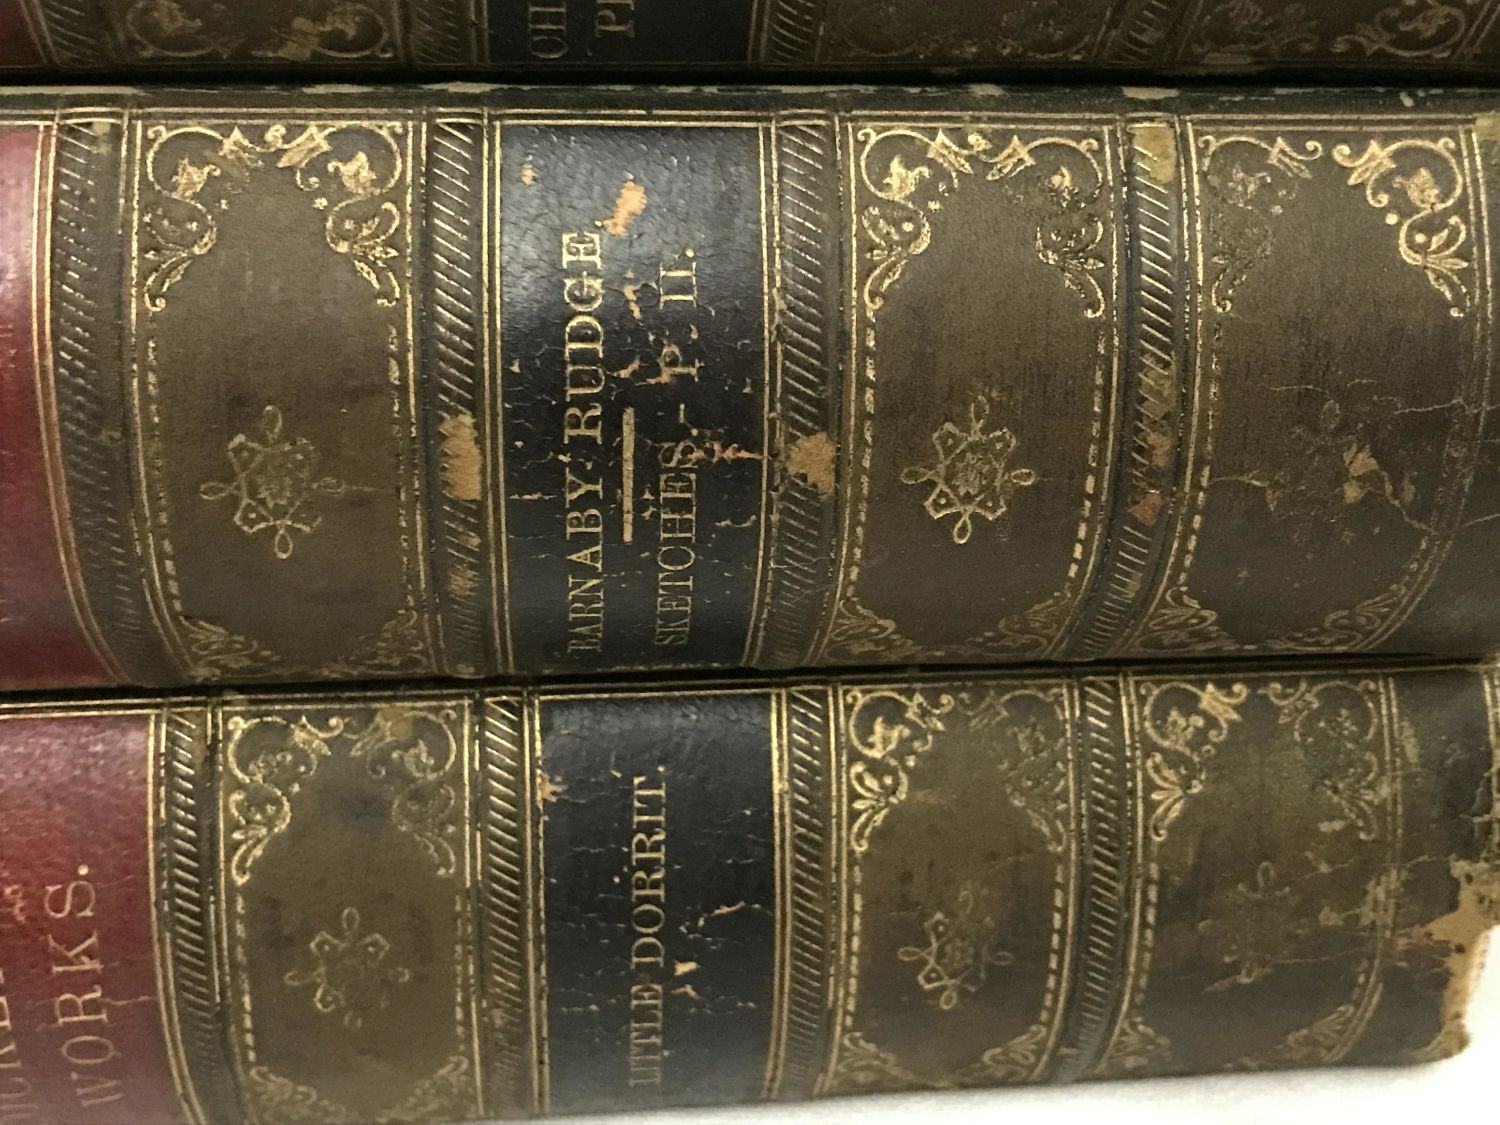 BARNABY RUDGE
SKETCHES.- P. II.
LITTLE DORRIT.
WORKS.